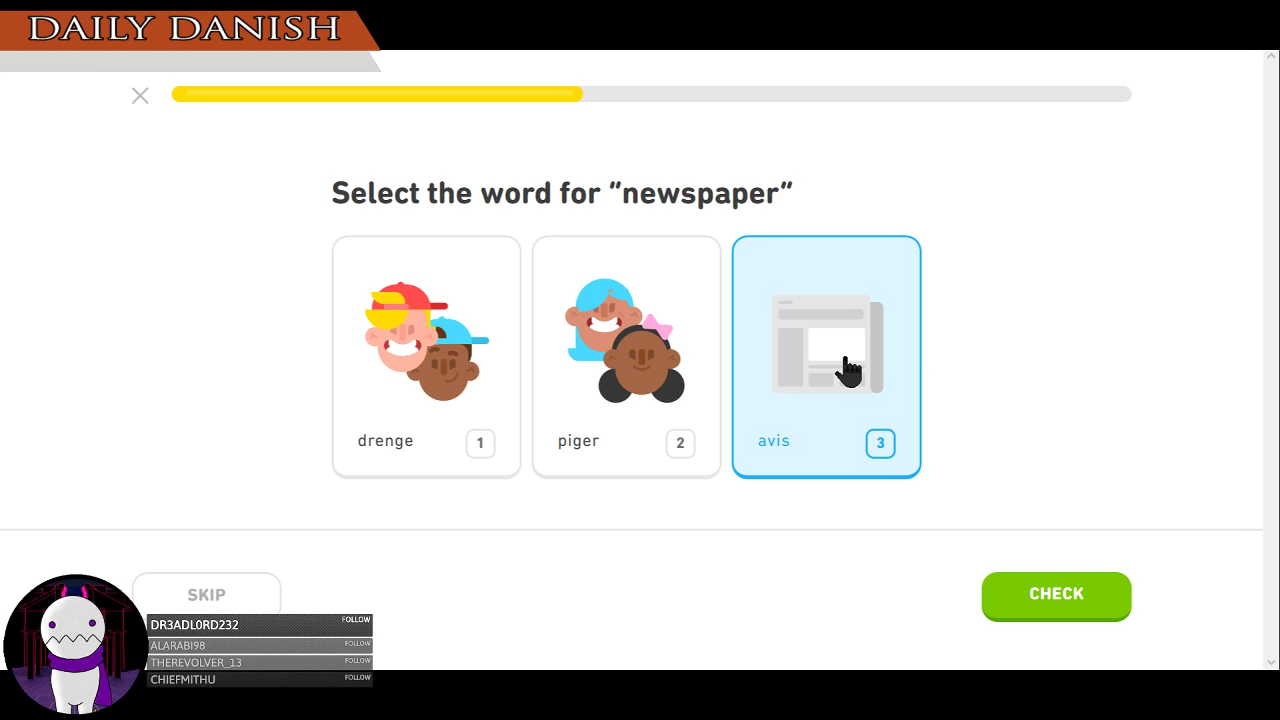 DAILY DANISH
Select the word for “newspaper“
drenge 1
piger 2
avis 3
SKIP
CHECK
DR3ADL0RD232 FOLLOW
ALARABI98 FOLLOW
THEREVOLVER_13 FOLLOW
CHIEFMITHU FOLLOW